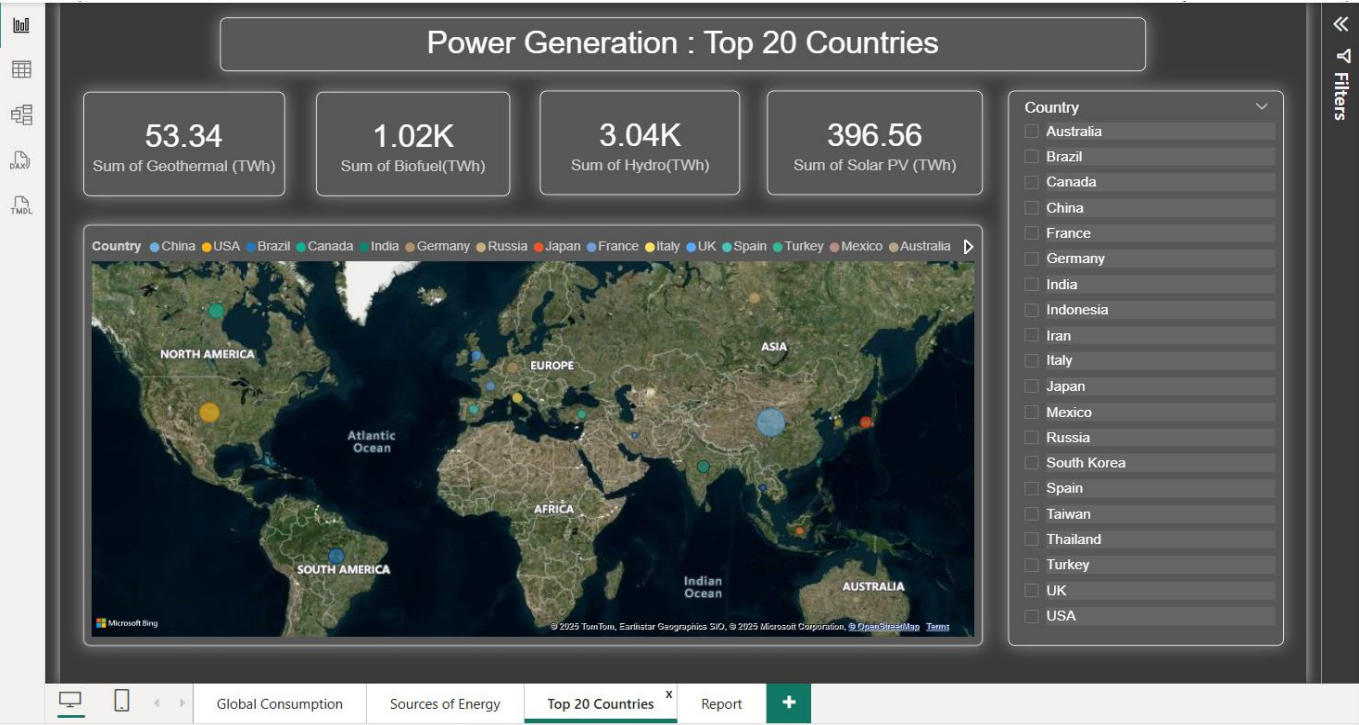 Power Generation : Top 20 Countries
53.34
Sum of Geothermal (TWh)
1.02K
Sum of Biofuel(TWh)
3.04K
Sum of Hydro(TWh)
396.56
Sum of Solar PV (TWh)
Country China USA Brazil Canada India Germany Russia Japan France Italy UK Spain Turkey Mexico Australia
NORTH AMERICA
EUROPE
ASIA
Atlantic
Ocean
AFRICA
SOUTH AMERICA
Indian
Ocean
AUSTRALIA
Microsoft Bing
© 2025 TomTom, Earthstar Geographics SIO, © 2025 Microsoft Corporation, © OpenStreetMap Terms
Country
Australia
Brazil
Canada
China
France
Germany
India
Indonesia
Iran
Italy
Japan
Mexico
Russia
South Korea
Spain
Taiwan
Thailand
Turkey
UK
USA
Filters
DAX
TMDL
Global Consumption
Sources of Energy
Top 20 Countries
x
Report
+